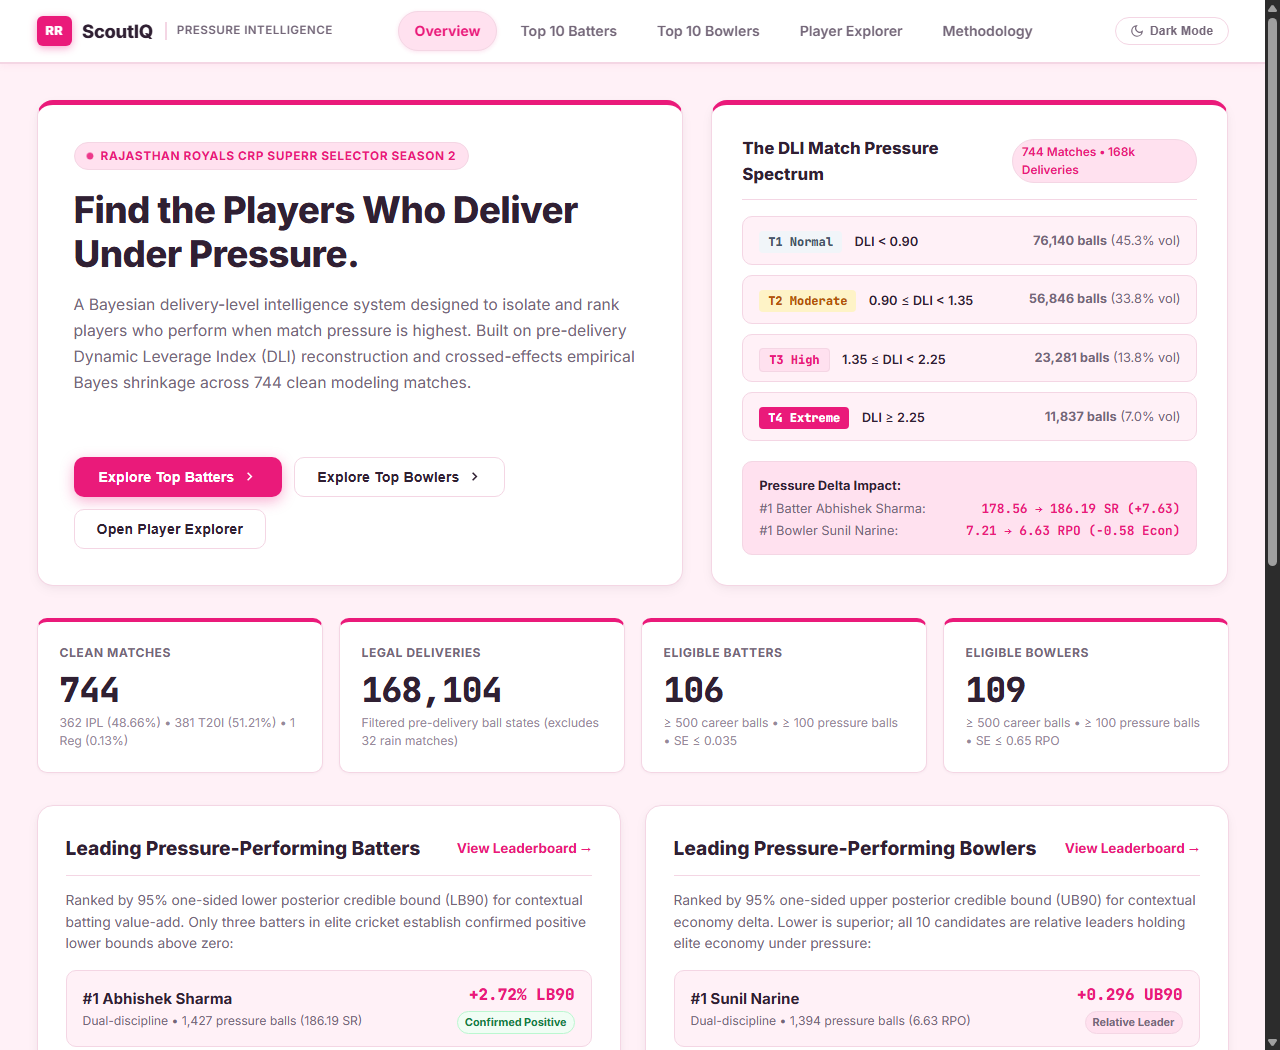 RR ScoutIQ PRESSURE INTELLIGENCE Overview Top 10 Batters Top 10 Bowlers Player Explorer Methodology Dark Mode
RAJASTHAN ROYALS CRP SUPERR SELECTOR SEASON 2
Find the Players Who Deliver
Under Pressure.
A Bayesian delivery-level intelligence system designed to isolate and rank
players who perform when match pressure is highest. Built on pre-delivery
Dynamic Leverage Index (DLI) reconstruction and crossed-effects empirical
Bayes shrinkage across 744 clean modeling matches.
Explore Top Batters Explore Top Bowlers
Open Player Explorer
The DLI Match Pressure
Spectrum
744 Matches • 168k
Deliveries
T1 Normal DLI < 0.90 76,140 balls (45.3% vol)
T2 Moderate 0.90 ≤ DLI < 1.35 56,846 balls (33.8% vol)
T3 High 1.35 ≤ DLI < 2.25 23,281 balls (13.8% vol)
T4 Extreme DLI ≥ 2.25 11,837 balls (7.0% vol)
Pressure Delta Impact:
#1 Batter Abhishek Sharma: 178.56 → 186.19 SR (+7.63)
#1 Bowler Sunil Narine: 7.21 → 6.63 RPO (-0.58 Econ)
CLEAN MATCHES
744
362 IPL (48.66%) • 381 T20I (51.21%) • 1
Reg (0.13%)
LEGAL DELIVERIES
168,104
Filtered pre-delivery ball states (excludes
32 rain matches)
ELIGIBLE BATTERS
106
≥ 500 career balls • ≥ 100 pressure balls
• SE ≤ 0.035
ELIGIBLE BOWLERS
109
≥ 500 career balls • ≥ 100 pressure balls
• SE ≤ 0.65 RPO
Leading Pressure-Performing Batters View Leaderboard →
Ranked by 95% one-sided lower posterior credible bound (LB90) for contextual
batting value-add. Only three batters in elite cricket establish confirmed positive
lower bounds above zero:
#1 Abhishek Sharma +2.72% LB90
Dual-discipline • 1,427 pressure balls (186.19 SR) Confirmed Positive
Leading Pressure-Performing Bowlers View Leaderboard →
Ranked by 95% one-sided upper posterior credible bound (UB90) for contextual
economy delta. Lower is superior; all 10 candidates are relative leaders holding
elite economy under pressure:
#1 Sunil Narine +0.296 UB90
Dual-discipline • 1,394 pressure balls (6.63 RPO) Relative Leader